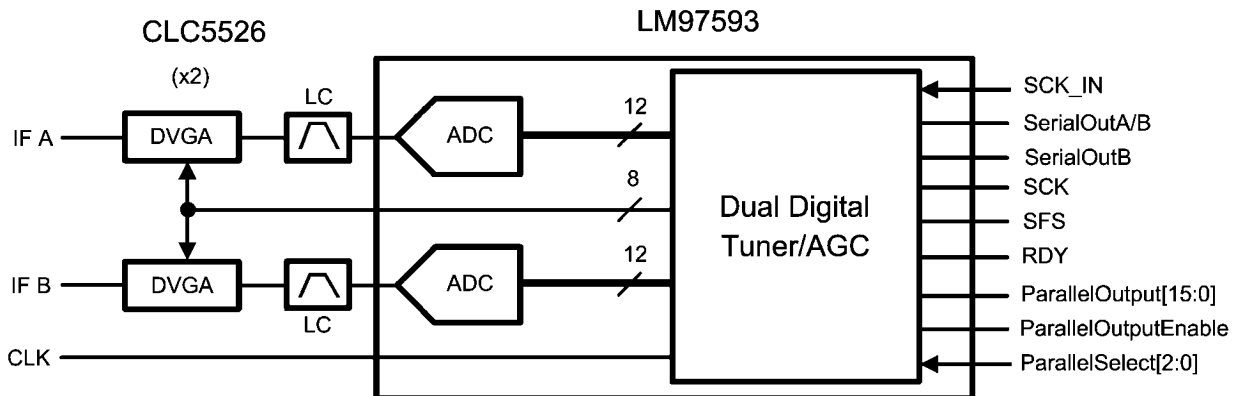 CLC5526
(x2)
LM97593
IF A
DVGA
LC
ADC
12
8
Dual Digital
Tuner/AGC
IF B
DVGA
LC
ADC
12
CLK
SCK_IN
SerialOutA/B
SerialOutB
SCK
SFS
RDY
ParallelOutput[15:0]
ParallelOutputEnable
ParallelSelect[2:0]